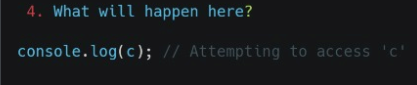 4. What will happen here?
console.log(c); // Attempting to access 'c'